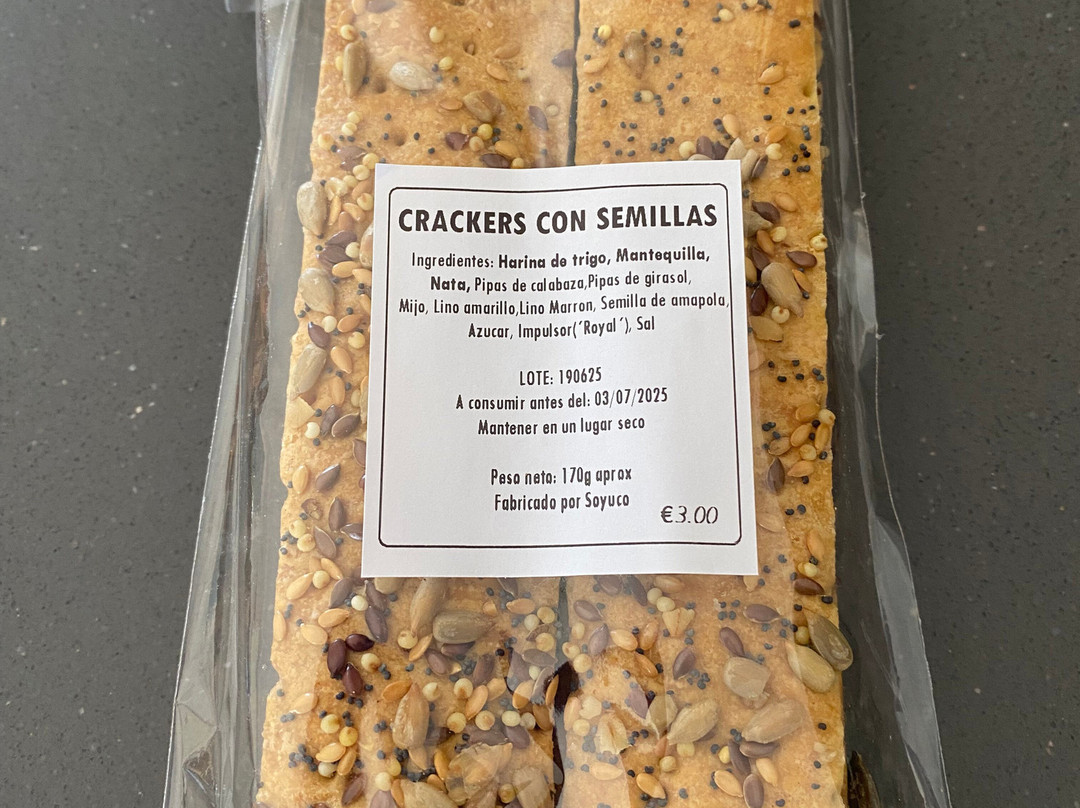 CRACKERS CON SEMILLAS
Ingredientes: Harina de trigo, Mantequilla,
Nata, Pipas de calabaza,Pipas de girasol,
Mijo, Lino amarillo,Lino Marron, Semilla de amapola,
Azucar, Impulsor(´Royal´), Sal
LOTE: 190625
A consumir antes del: 03/07/2025
Mantener en un lugar seco
Peso neto: 170g aprox
Fabricado por Soyuco
€3.00